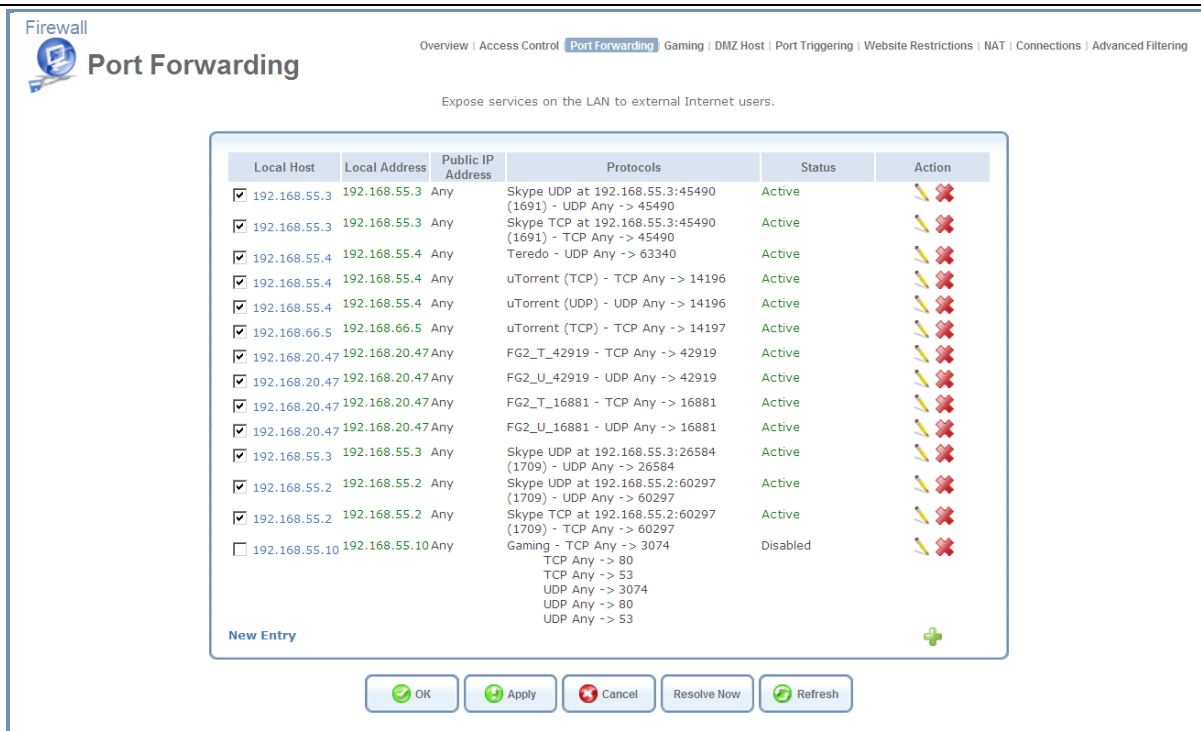 Firewall
Port Forwarding
Overview | Access Control | Port Forwarding | Gaming | DMZ Host | Port Triggering | Website Restrictions | NAT | Connections | Advanced Filtering
Expose services on the LAN to external Internet users.
Local Host Local Address Public IP Address Protocols Status Action
192.168.55.3 192.168.55.3 Any Skype UDP at 192.168.55.3:45490 Active
(1691) - UDP Any -> 45490
192.168.55.3 192.168.55.3 Any Skype TCP at 192.168.55.3:45490 Active
(1691) - TCP Any -> 45490
192.168.55.4 192.168.55.4 Any Teredo - UDP Any -> 63340 Active
192.168.55.4 192.168.55.4 Any uTorrent (TCP) - TCP Any -> 14196 Active
192.168.55.4 192.168.55.4 Any uTorrent (UDP) - UDP Any -> 14196 Active
192.168.66.5 192.168.66.5 Any uTorrent (TCP) - TCP Any -> 14197 Active
192.168.20.47 192.168.20.47 Any FG2_T_42919 - TCP Any -> 42919 Active
192.168.20.47 192.168.20.47 Any FG2_U_42919 - UDP Any -> 42919 Active
192.168.20.47 192.168.20.47 Any FG2_T_16881 - TCP Any -> 16881 Active
192.168.20.47 192.168.20.47 Any FG2_U_16881 - UDP Any -> 16881 Active
192.168.55.3 192.168.55.3 Any Skype UDP at 192.168.55.3:26584 Active
(1709) - UDP Any -> 26584
192.168.55.2 192.168.55.2 Any Skype UDP at 192.168.55.2:60297 Active
(1709) - UDP Any -> 60297
192.168.55.2 192.168.55.2 Any Skype TCP at 192.168.55.2:60297 Active
(1709) - TCP Any -> 60297
192.168.55.10 192.168.55.10 Any Gaming - TCP Any -> 3074 Disabled
TCP Any -> 80
TCP Any -> 53
UDP Any -> 3074
UDP Any -> 80
UDP Any -> 53
New Entry
OK Apply Cancel Resolve Now Refresh